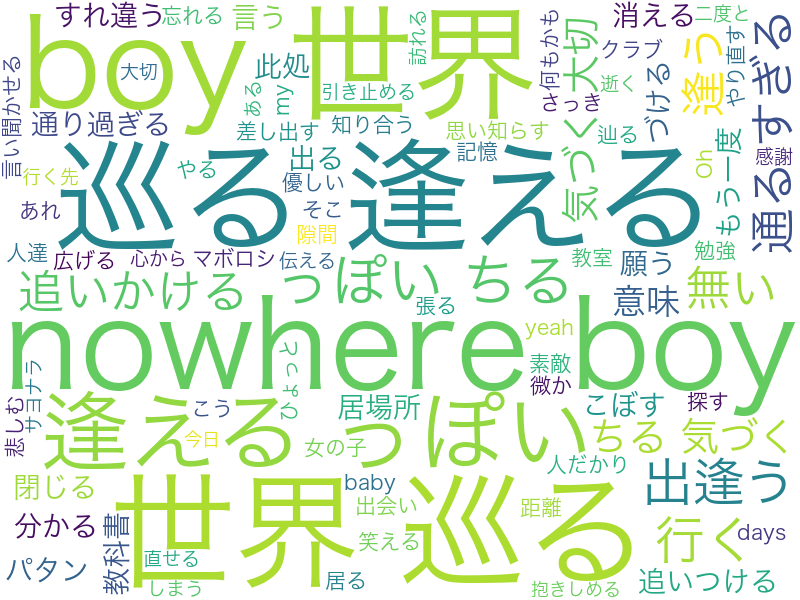 すれ違う
忘れる
言う
boy
世界
訪れる
消える
二度と
大切
逢う
やり直す
すぎる
何もかも
クラブ
此処
大切
言い聞かせる
通り過ぎる
ある
my
引き止める
さっき
逝く
づける
差し出す
知り合う
思い知らす
辿る
気づく
Oh
もう一度
通る
感謝
行く先
やる
出る
優しい
記憶
巡る
逢える
あれ
そこ
隙間
人達
広げる
心から
マボロシ
伝える
教室
願う
勉強
追いかける
っぽい
ちる
張る
意味
無い
nowhere
boy
yeah
素敵
微か
サヨナラ
ひょっと
悲しむ
逢える
こう
今日
居場所
女の子
っぽい
こぼす
ちる
探す
気づく
人だかり
閉じる
世界
巡る
baby
出会い
距離
出逢う
分かる
教科書
笑える
行く
days
パタン
直せる
しまう
居る
抱きしめる
追いつける